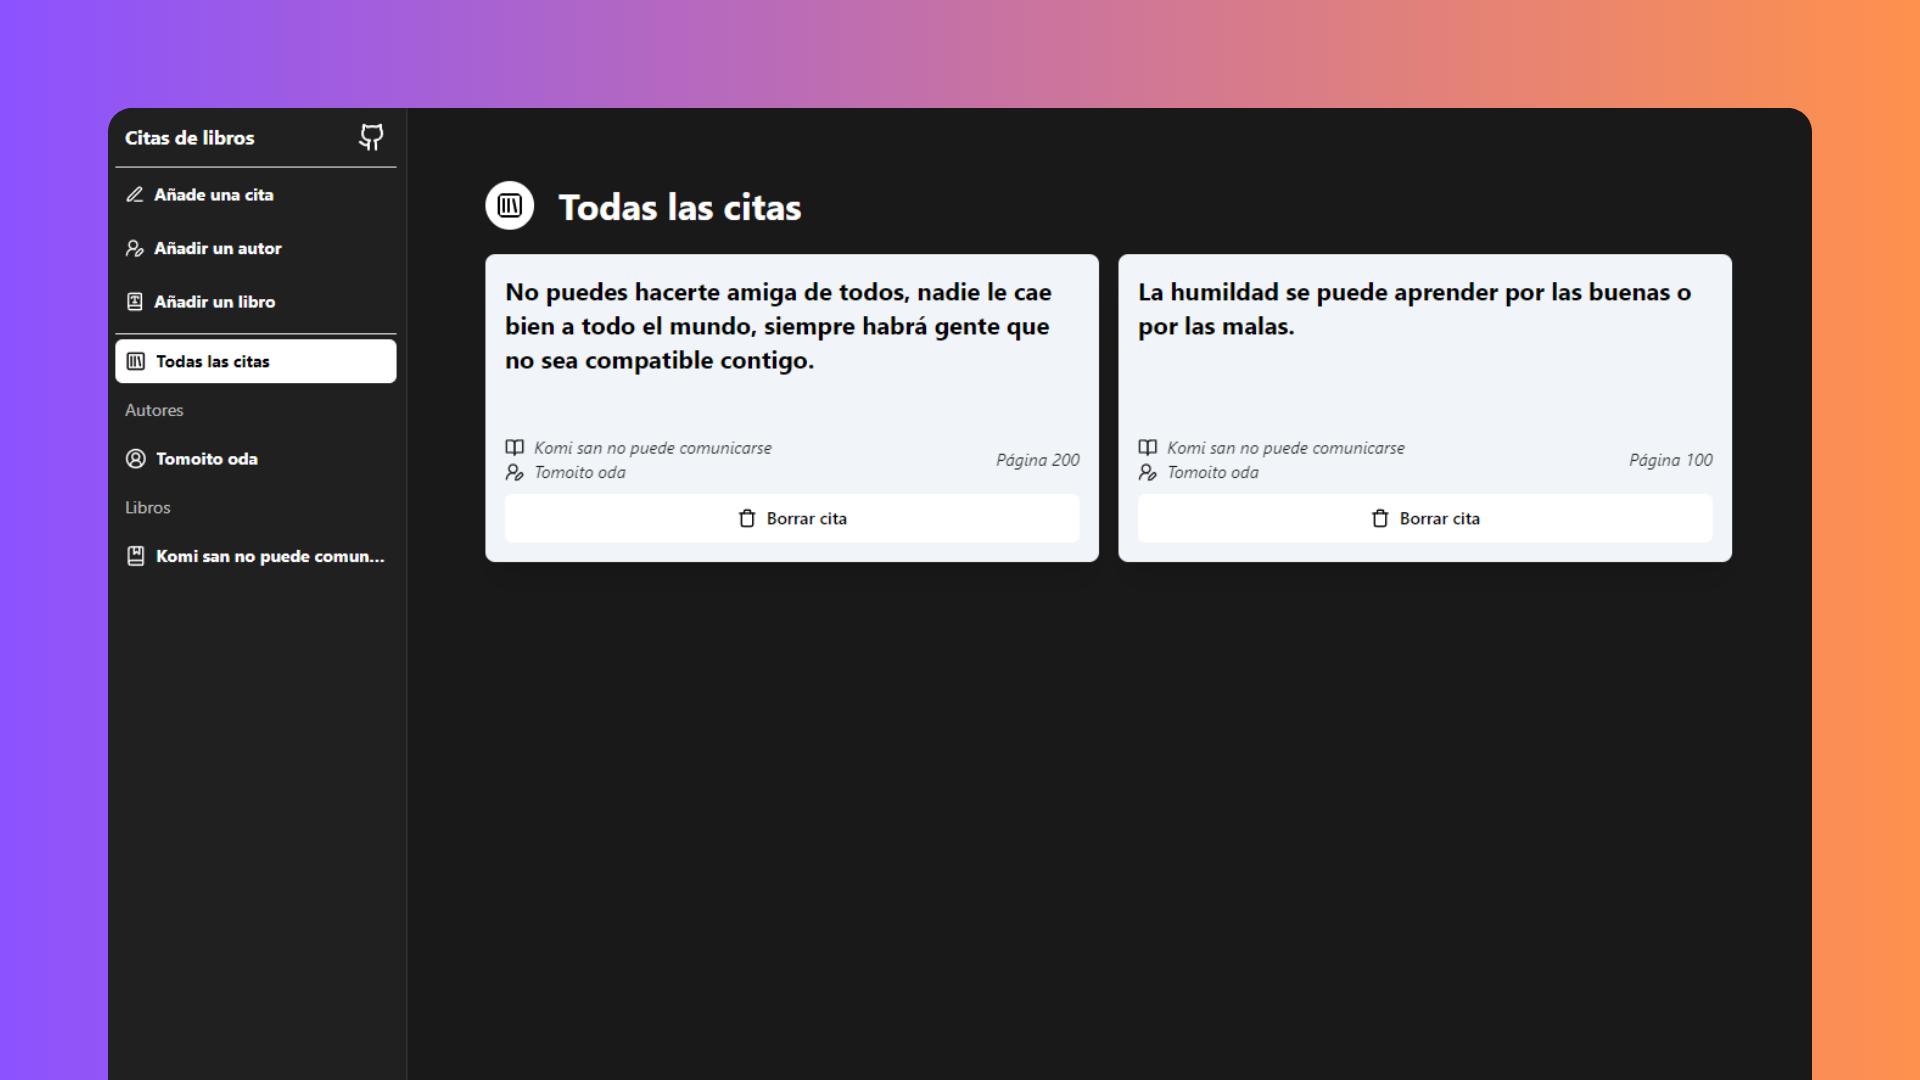 Citas de libros
Añade una cita
Añadir un autor
Añadir un libro
Todas las citas
Autores
Tomoito oda
Libros
Komi san no puede comun...
Todas las citas
No puedes hacerte amiga de todos, nadie le cae
bien a todo el mundo, siempre habrá gente que
no sea compatible contigo.
Komi san no puede comunicarse
Tomoito oda
Página 200
Borrar cita
La humildad se puede aprender por las buenas o
por las malas.
Komi san no puede comunicarse
Tomoito oda
Página 100
Borrar cita